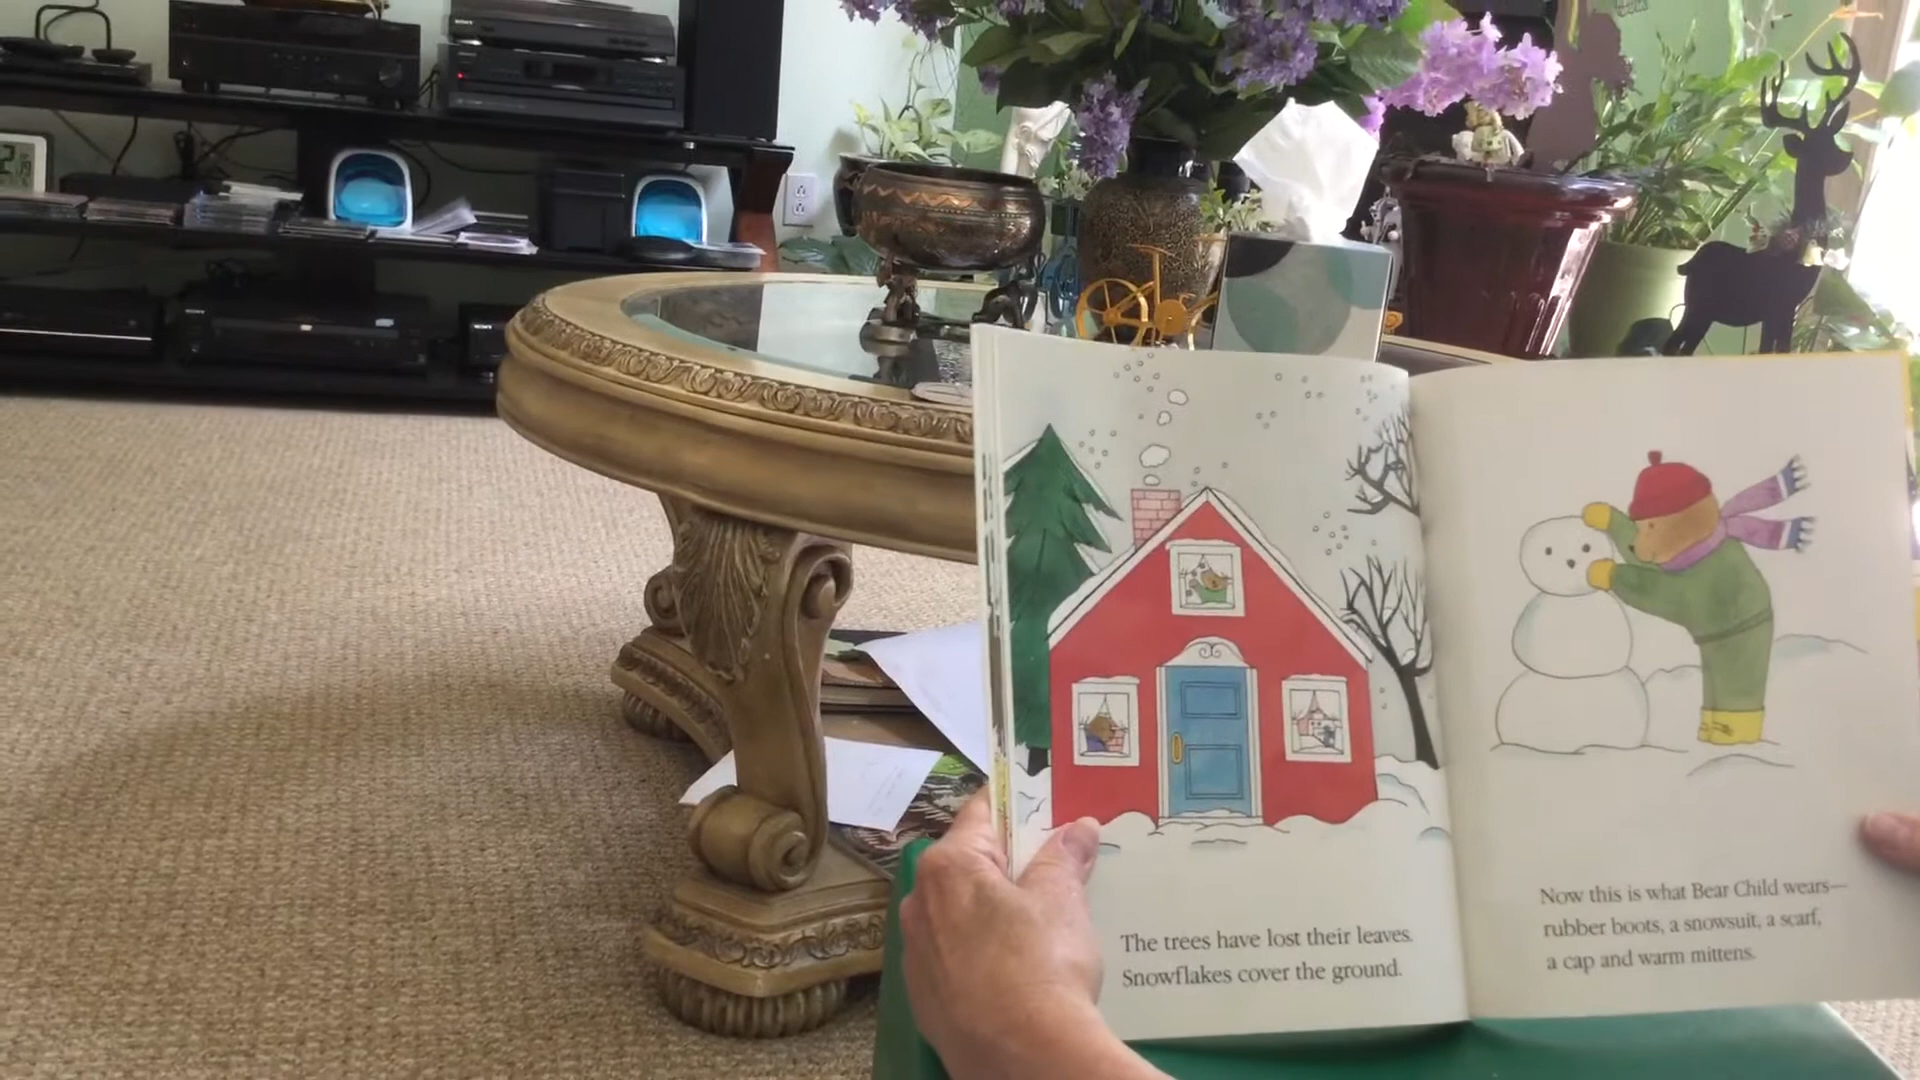 SONY
The trees have lost their leaves.
Snowflakes cover the ground.
Now this is what Bear Child wears—
rubber boots, a snowsuit, a scarf,
a cap and warm mittens.